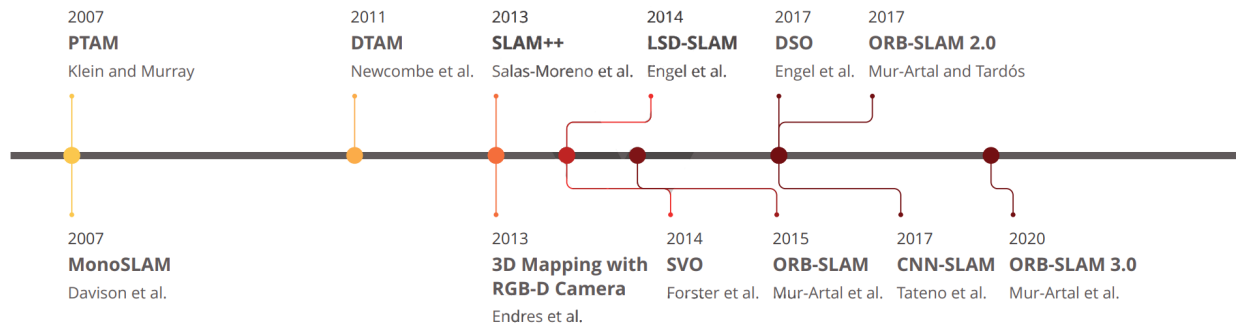 2007
PTAM
Klein and Murray
2011
DTAM
Newcombe et al.
2013
SLAM++
Salas-Moreno et al.
2014
LSD-SLAM
Engel et al.
2017
DSO
Engel et al.
2017
ORB-SLAM 2.0
Mur-Artal and Tardós
2007
MonoSLAM
Davison et al.
2013
3D Mapping with
RGB-D Camera
Endres et al.
2014
SVO
Forster et al.
2015
ORB-SLAM
Mur-Artal et al.
2017
CNN-SLAM
Tateno et al.
2020
ORB-SLAM 3.0
Mur-Artal et al.